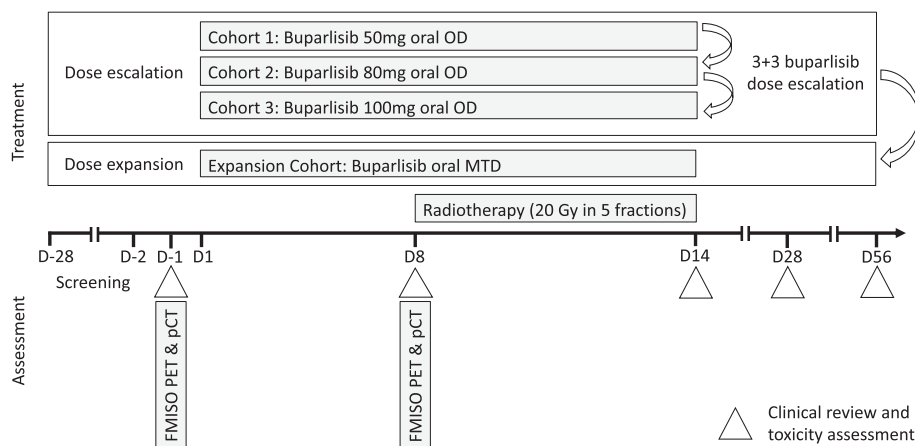 Treatment
Dose escalation
Cohort 1: Buparlisib 50mg oral OD
Cohort 2: Buparlisib 80mg oral OD
Cohort 3: Buparlisib 100mg oral OD
3+3 buparlisib
dose escalation
Dose expansion
Expansion Cohort: Buparlisib oral MTD
Radiotherapy (20 Gy in 5 fractions)
D-28
D-2
D-1
D1
D8
D14
D28
D56
Screening
Assessment
FMISO PET & pCT
FMISO PET & pCT
Clinical review and
toxicity assessment